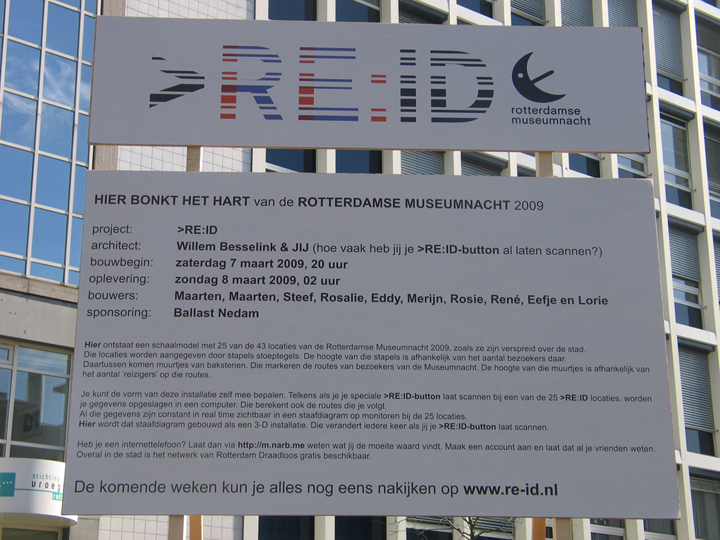 >RE:ID
rotterdamse
museumnacht
HIER BONKT HET HART van de ROTTERDAMSE MUSEUMNACHT 2009
project: >RE:ID
architect: Willem Besselink & JIJ (hoe vaak heb jij je >RE:ID-button al laten scannen?)
bouwbegin: zaterdag 7 maart 2009, 20 uur
oplevering: zondag 8 maart 2009, 02 uur
bouwers: Maarten, Maarten, Steef, Rosalie, Eddy, Merijn, Rosie, René, Eefje en Lorie
sponsoring: Ballast Nedam
Hier ontstaat een schaalmodel met 25 van de 43 locaties van de Rotterdamse Museumnacht 2009, zoals ze zijn verspreid over de stad.
Die locaties worden aangegeven door stapels stoeptegels. De hoogte van die stapels is afhankelijk van het aantal bezoekers daar.
Daartussen komen muurtjes van bakstenen. Die markeren de routes van bezoekers van de Museumnacht. De hoogte van die muurtjes is afhankelijk van
het aantal 'reizigers' op die routes.
Je kunt de vorm van deze installatie zelf mee bepalen. Telkens als je je speciale >RE:ID-button laat scannen bij een van de 25 >RE:ID locaties, worden
je gegevens opgeslagen in een computer. Die berekent ook de routes die je volgt.
Al die gegevens zijn constant in real time zichtbaar in een staafdiagram op monitoren bij de 25 locaties.
Hier wordt dat staafdiagram gebouwd als een 3-D installatie. Die verandert iedere keer als jij je >RE:ID-button laat scannen.
Heb je een internettelefoon? Laat dan via http://m.narb.me weten wat jij de moeite waard vindt. Maak een account aan en laat dat al je vrienden weten.
Overal in de stad is het netwerk van Rotterdam Draadloos gratis beschikbaar.
De komende weken kun je alles nog eens nakijken op www.re-id.nl
stichting